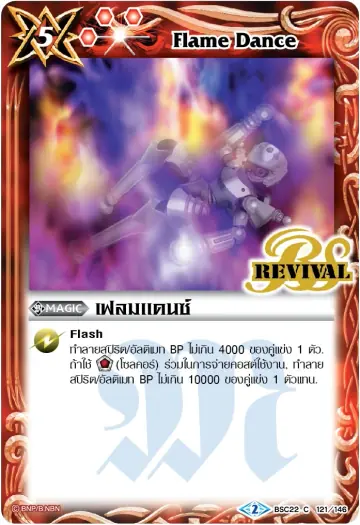 5
Flame Dance
BS
REVIVAL
MAGIC เฟลมแดนซ์
Flash
ทำลายสปิริต/อัลติเมท BP ไม่เกิน 4000 ของคู่แข่ง 1 ตัว.
ถ้าใช้ (โซลคอร์) ร่วมในการจ่ายคอสต์ใช้งาน, ทำลาย
สปิริต/อัลติเมท BP ไม่เกิน 10000 ของคู่แข่ง 1 ตัวแทน.
© BNP/B.NBN
2
BSC22 C 121/146